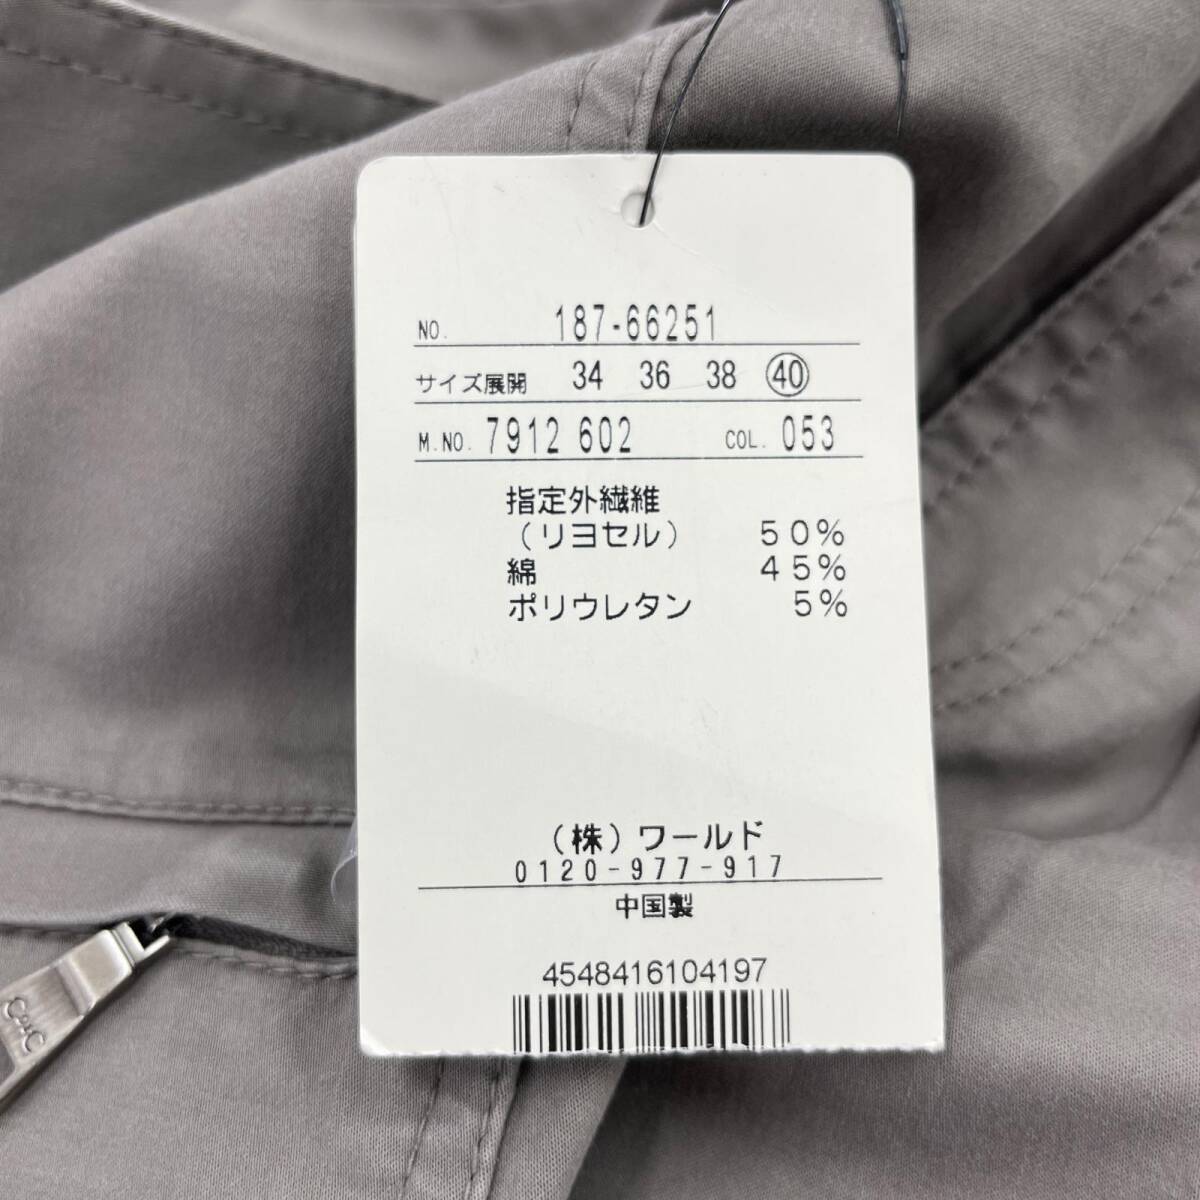 NO. 187-66251
サイズ展開 34 36 38 40
M.NO. 7912 602 COL. 053
指定外繊維
(リヨセル) 50%
綿 45%
ポリウレタン 5%
(株)ワールド
0120-977-917
中国製
4548416104197